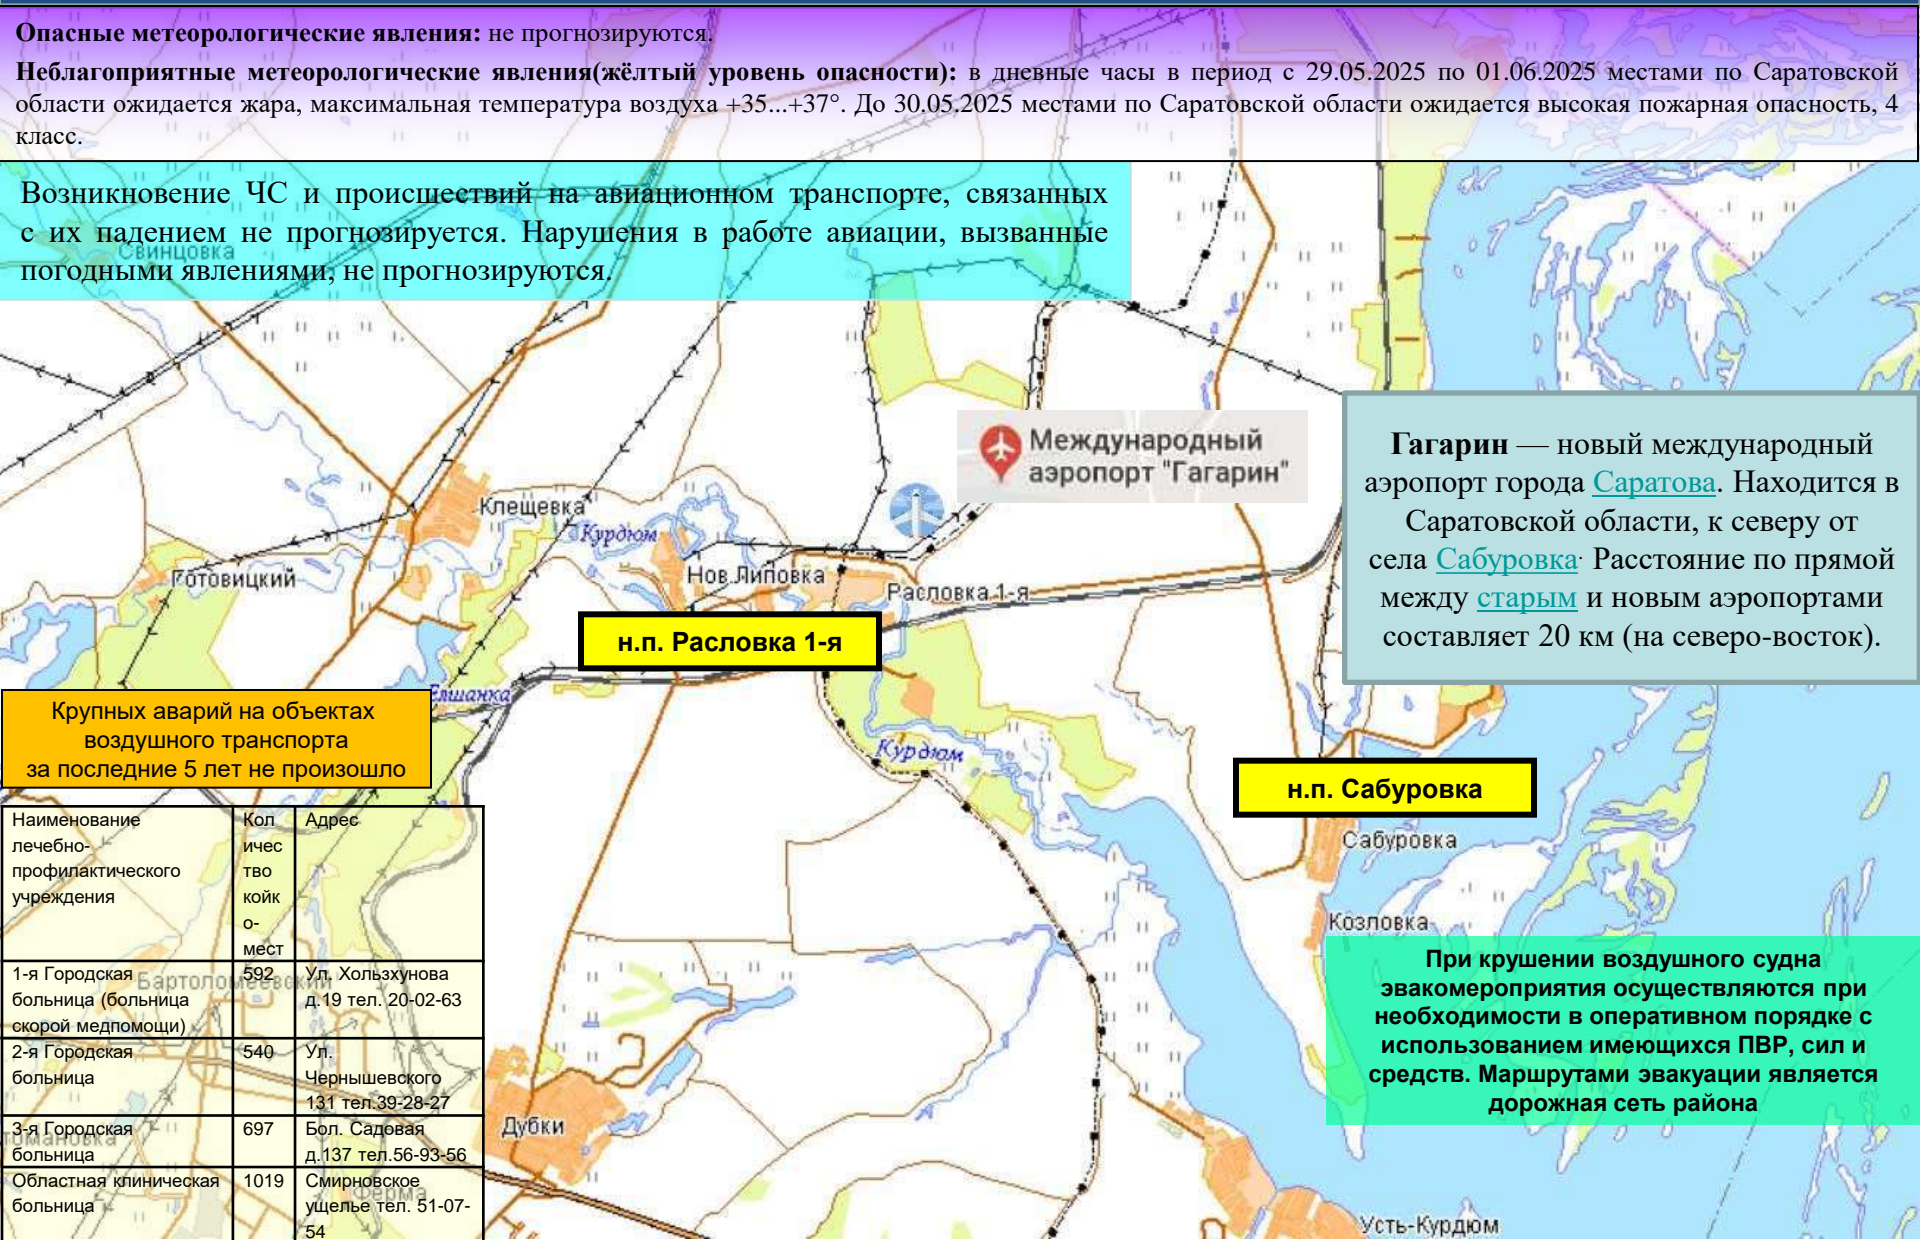 Опасные метеорологические явления: не прогнозируются.
Неблагоприятные метеорологические явления(жёлтый уровень опасности): в дневные часы в период с 29.05.2025 по 01.06.2025 местами по Саратовской
области ожидается жара, максимальная температура воздуха +35...+37°. До 30.05.2025 местами по Саратовской области ожидается высокая пожарная опасность, 4
класс.
Возникновение ЧС и происшествий на авиационном транспорте, связанных
с их падением не прогнозируется. Нарушения в работе авиации, вызванные
погодными явлениями, не прогнозируются.
Свинцовка
Международный
аэропорт "Гагарин"
Гагарин — новый международный
аэропорт города Саратова. Находится в
Саратовской области, к северу от
села Сабуровка. Расстояние по прямой
между старым и новым аэропортами
составляет 20 км (на северо-восток).
Клещевка
Курдюм
Готовицкий
Нов.Липовка
Расловка 1-я
н.п. Расловка 1-я
Елшанка
Крупных аварий на объектах
воздушного транспорта
за последние 5 лет не произошло
Курдюм
н.п. Сабуровка
Сабуровка
Козловка
Наименование
лечебно-
профилактического
учреждения
Кол
ичес
тво
койк
о-
мест
Адрес
1-я Городская
больница (больница
скорой медпомощи)
592
Ул. Хользхунова
д.19 тел. 20-02-63
Бартоломеевский
2-я Городская
больница
540
Ул.
Чернышевского
131 тел.39-28-27
3-я Городская
больница
697
Бол. Садовая
д.137 тел.56-93-56
Областная клиническая
больница
1019
Смирновское
ущелье тел. 51-07-
54
Ферма
При крушении воздушного судна
эвакомероприятия осуществляются при
необходимости в оперативном порядке с
использованием имеющихся ПВР, сил и
средств. Маршрутами эвакуации является
дорожная сеть района
Дубки
Усть-Курдюм